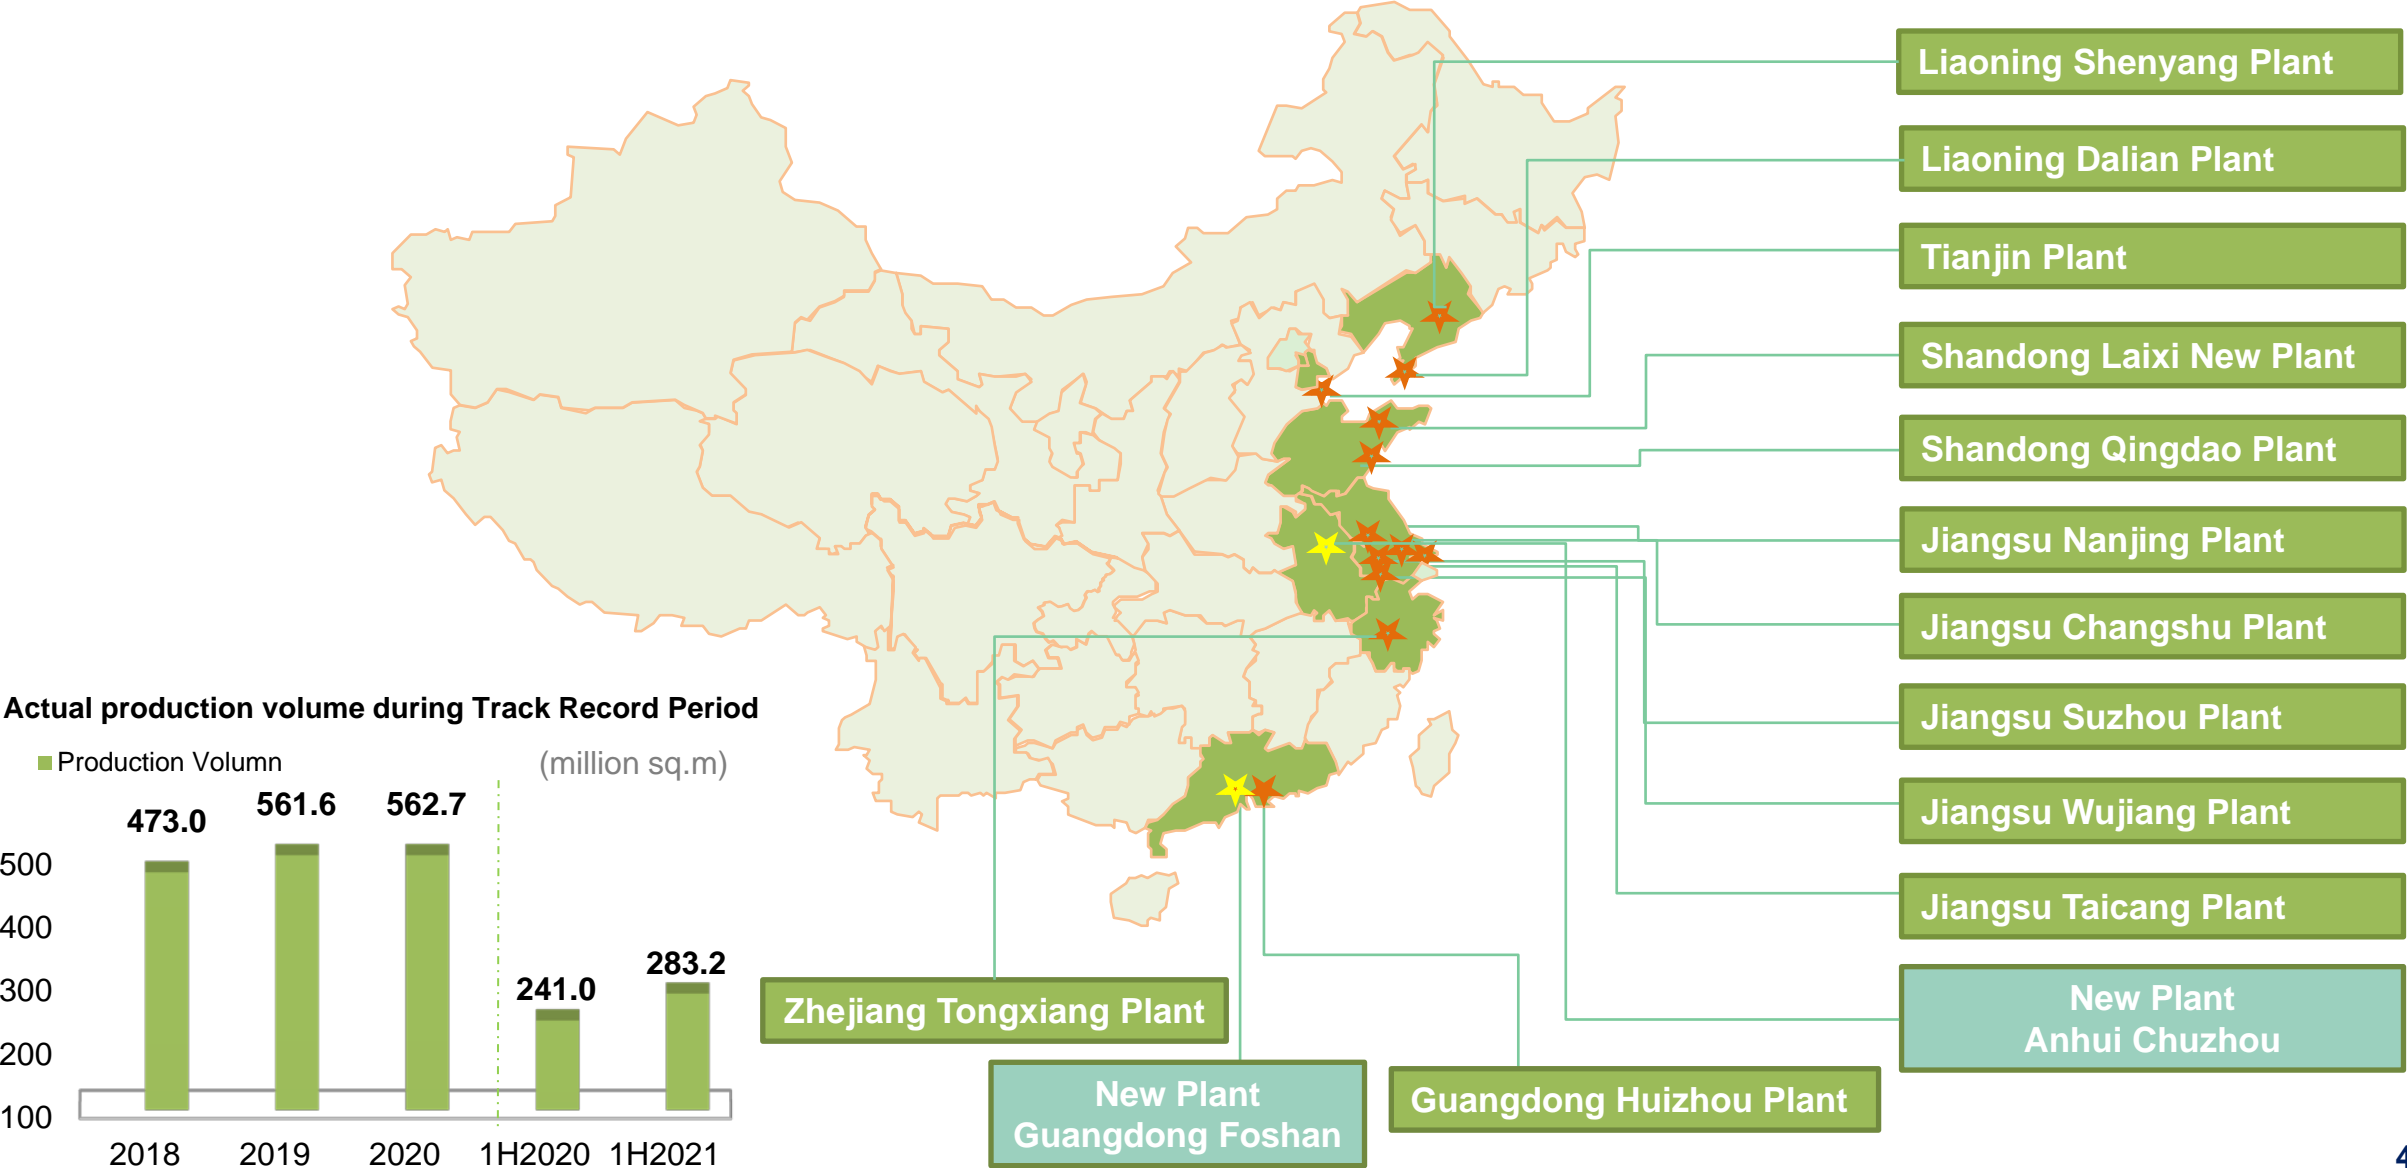 Liaoning Shenyang Plant
Liaoning Dalian Plant
Tianjin Plant
Shandong Laixi New Plant
Shandong Qingdao Plant
Jiangsu Nanjing Plant
Jiangsu Changshu Plant
Jiangsu Suzhou Plant
Jiangsu Wujiang Plant
Jiangsu Taicang Plant
New Plant
Anhui Chuzhou
Zhejiang Tongxiang Plant
New Plant
Guangdong Foshan
Guangdong Huizhou Plant
Actual production volume during Track Record Period
Production Volumn
(million sq.m)
473.0
561.6
562.7
241.0
283.2
500
400
300
200
100
2018
2019
2020
1H2020
1H2021
4